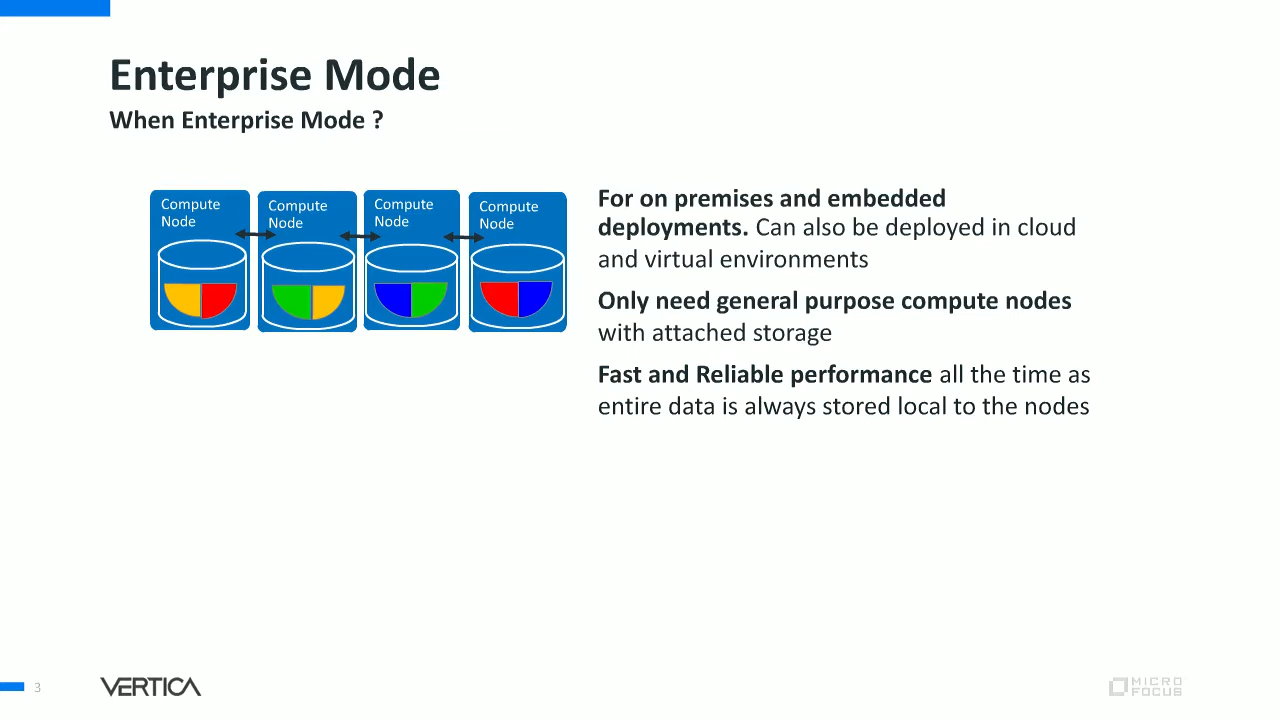 Enterprise Mode
When Enterprise Mode ?
Compute
Node
Compute
Node
Compute
Node
Compute
Node
For on premises and embedded
deployments. Can also be deployed in cloud
and virtual environments
Only need general purpose compute nodes
with attached storage
Fast and Reliable performance all the time as
entire data is always stored local to the nodes
3
VERTICA
MICRO
FOCUS